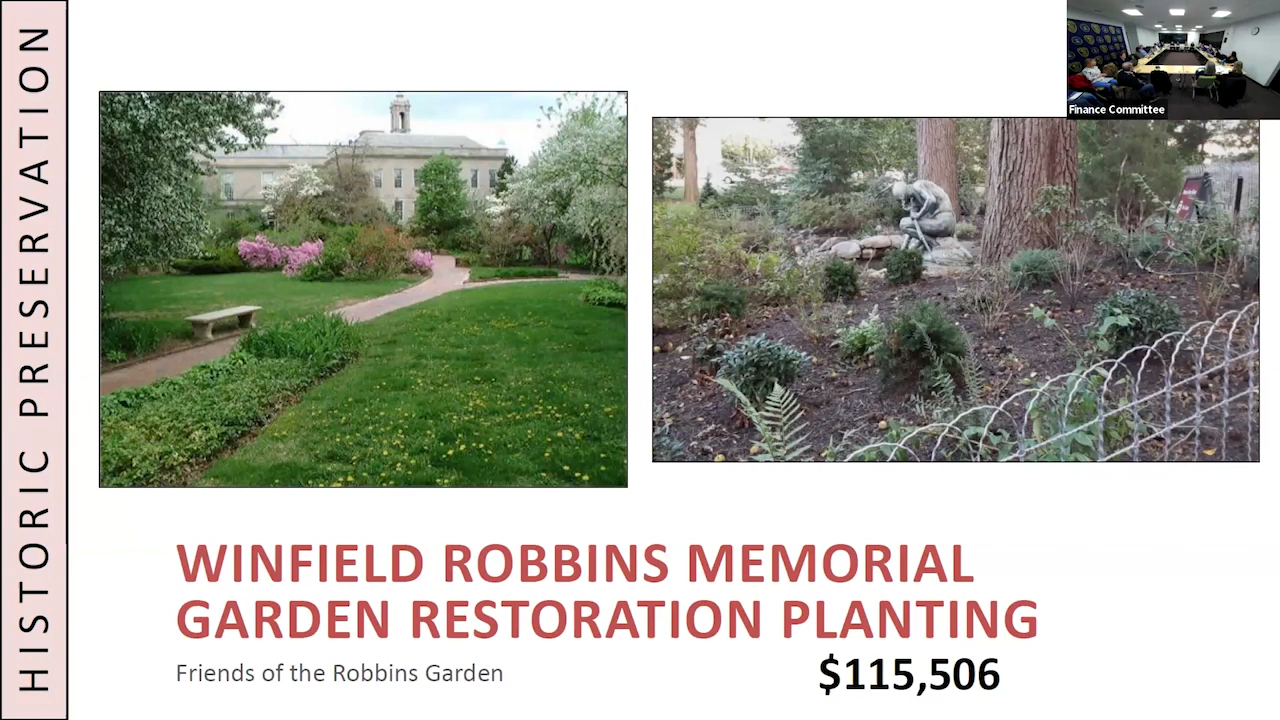 HISTORIC PRESERVATION
Finance Committee
WINFIELD ROBBINS MEMORIAL
GARDEN RESTORATION PLANTING
Friends of the Robbins Garden
$115,506